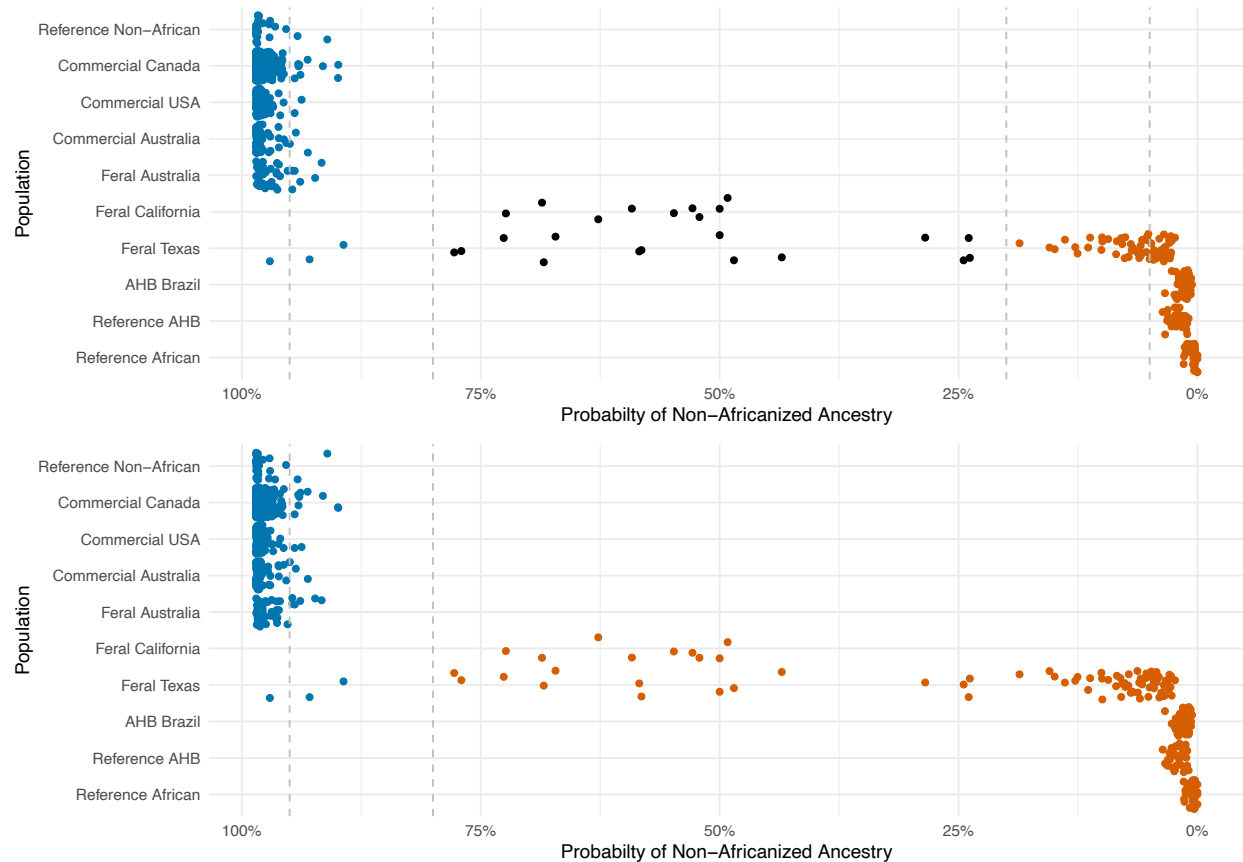 Reference Non−African
Commercial Canada
Commercial USA
Commercial Australia
Feral Australia
Feral California
Feral Texas
AHB Brazil
Reference AHB
Reference African
Population
100%
75%
50%
25%
0%
Probabilty of Non−Africanized Ancestry
Reference Non−African
Commercial Canada
Commercial USA
Commercial Australia
Feral Australia
Feral California
Feral Texas
AHB Brazil
Reference AHB
Reference African
Population
100%
75%
50%
25%
0%
Probabilty of Non−Africanized Ancestry